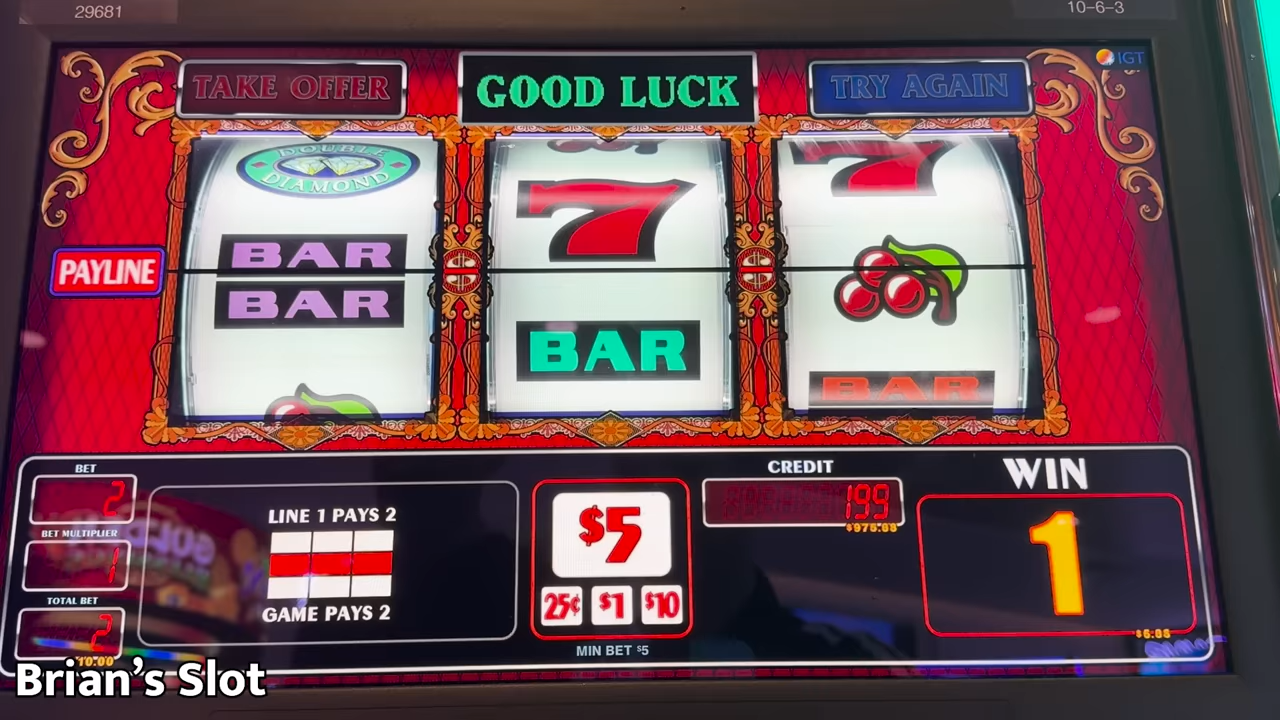 29681
10-6-3
IGT
TAKE OFFER
GOOD LUCK
TRY AGAIN
DOUBLE
DIAMOND
7
7
BAR
PAYLINE
BAR
BAR
BAR
BET
2
BET MULTIPLIER
1
TOTAL BET
2
LINE 1 PAYS 2
GAME PAYS 2
$5
25¢ $1 $10
MIN BET $5
CREDIT
199
WIN
1
Brian's Slot